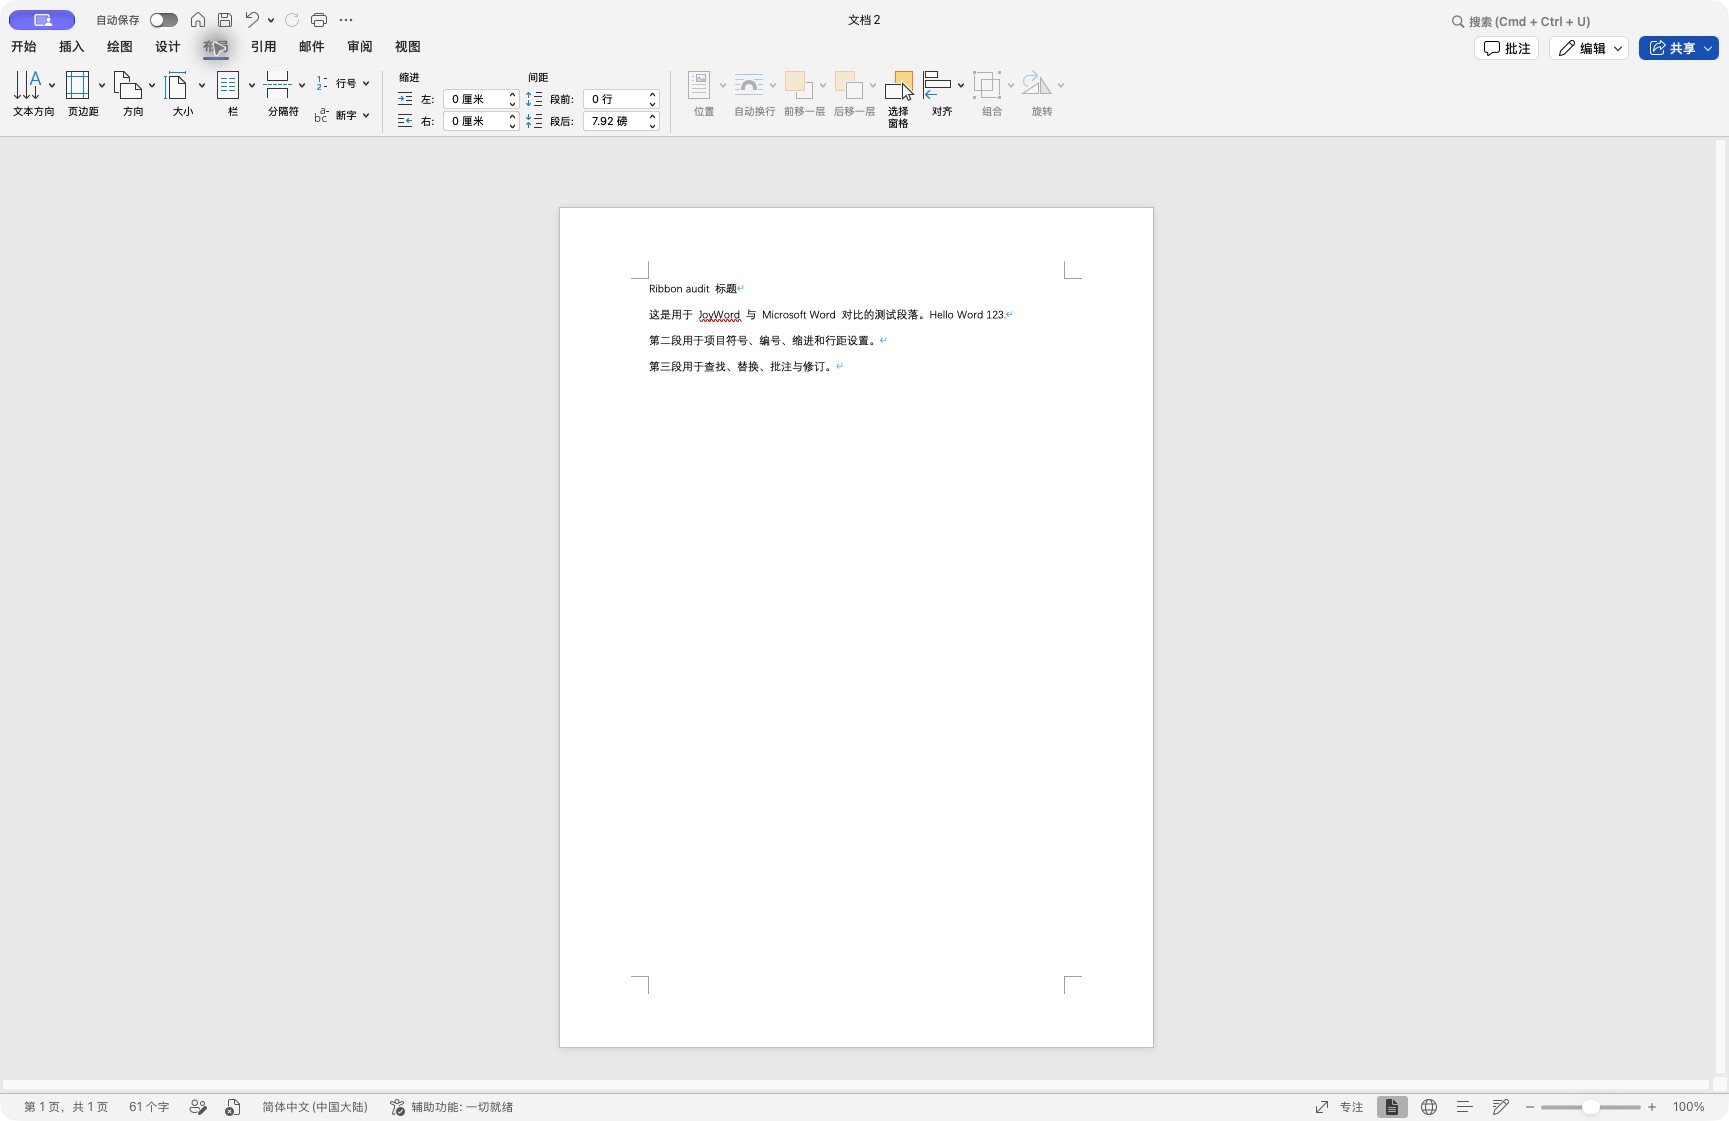 自动保存
文档 2
搜索 (Cmd + Ctrl + U)
开始 插入 绘图 设计 布局 引用 邮件 审阅 视图
批注 编辑 共享
文本方向 页边距 方向 大小 栏 分隔符
行号
断字
缩进 间距
左: 0 厘米 段前: 0 行
右: 0 厘米 段后: 7.92 磅
位置 自动换行 前移一层 后移一层 选择窗格 对齐 组合 旋转
Ribbon audit 标题
这是用于 JoyWord 与 Microsoft Word 对比的测试段落。Hello Word 123.
第二段用于项目符号、编号、缩进和行距设置。
第三段用于查找、替换、批注与修订。
第 1 页，共 1 页 61 个字 简体中文 (中国大陆) 辅助功能: 一切就绪 专注 100%